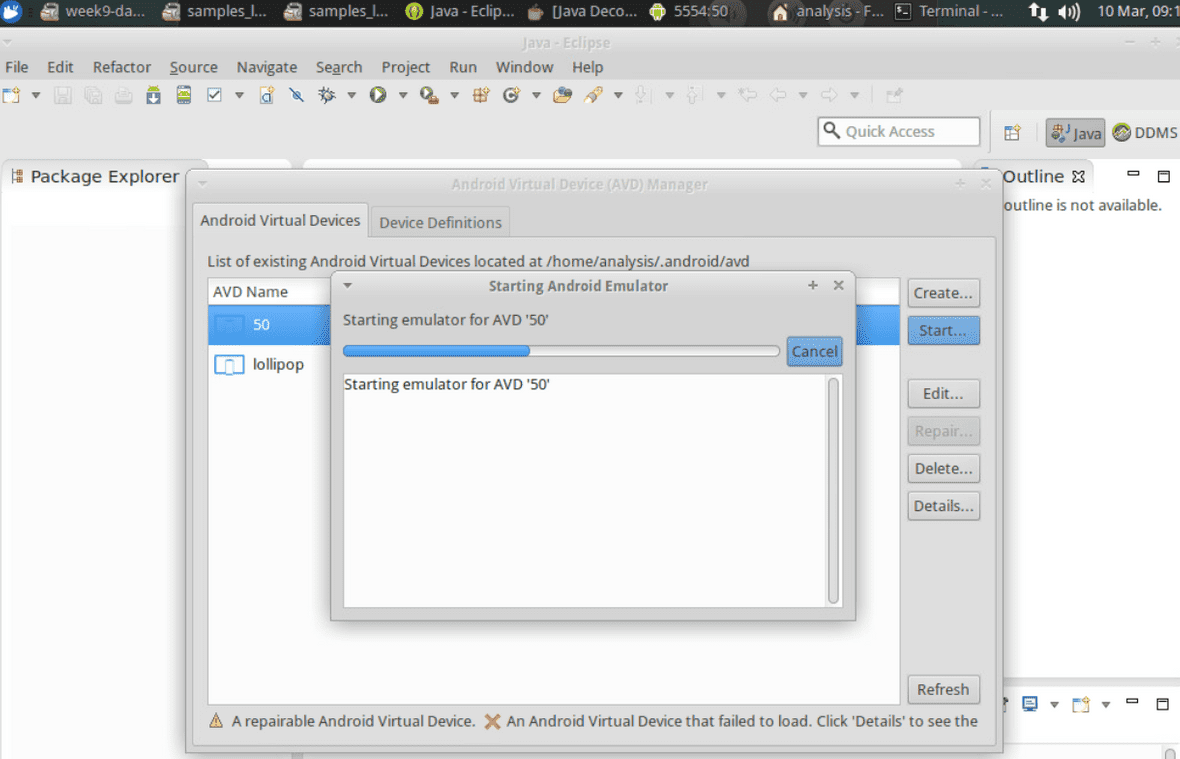 week9-da... samples_l... samples_l... Java - Eclip... [Java Deco... 5554:50 analysis - F... Terminal - ... 10 Mar, 09:1
Java - Eclipse
File Edit Refactor Source Navigate Search Project Run Window Help
Quick Access Java DDMS
Package Explorer
Outline
outline is not available.
Android Virtual Device (AVD) Manager
Android Virtual Devices Device Definitions
List of existing Android Virtual Devices located at /home/analysis/.android/avd
AVD Name
50
lollipop
Starting Android Emulator
Starting emulator for AVD '50'
Cancel
Starting emulator for AVD '50'
Create...
Start...
Edit...
Repair...
Delete...
Details...
Refresh
A repairable Android Virtual Device. An Android Virtual Device that failed to load. Click 'Details' to see the